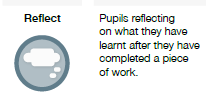 Reflect
Pupils reflecting
on what they have
learnt after they have
completed a piece
of work.